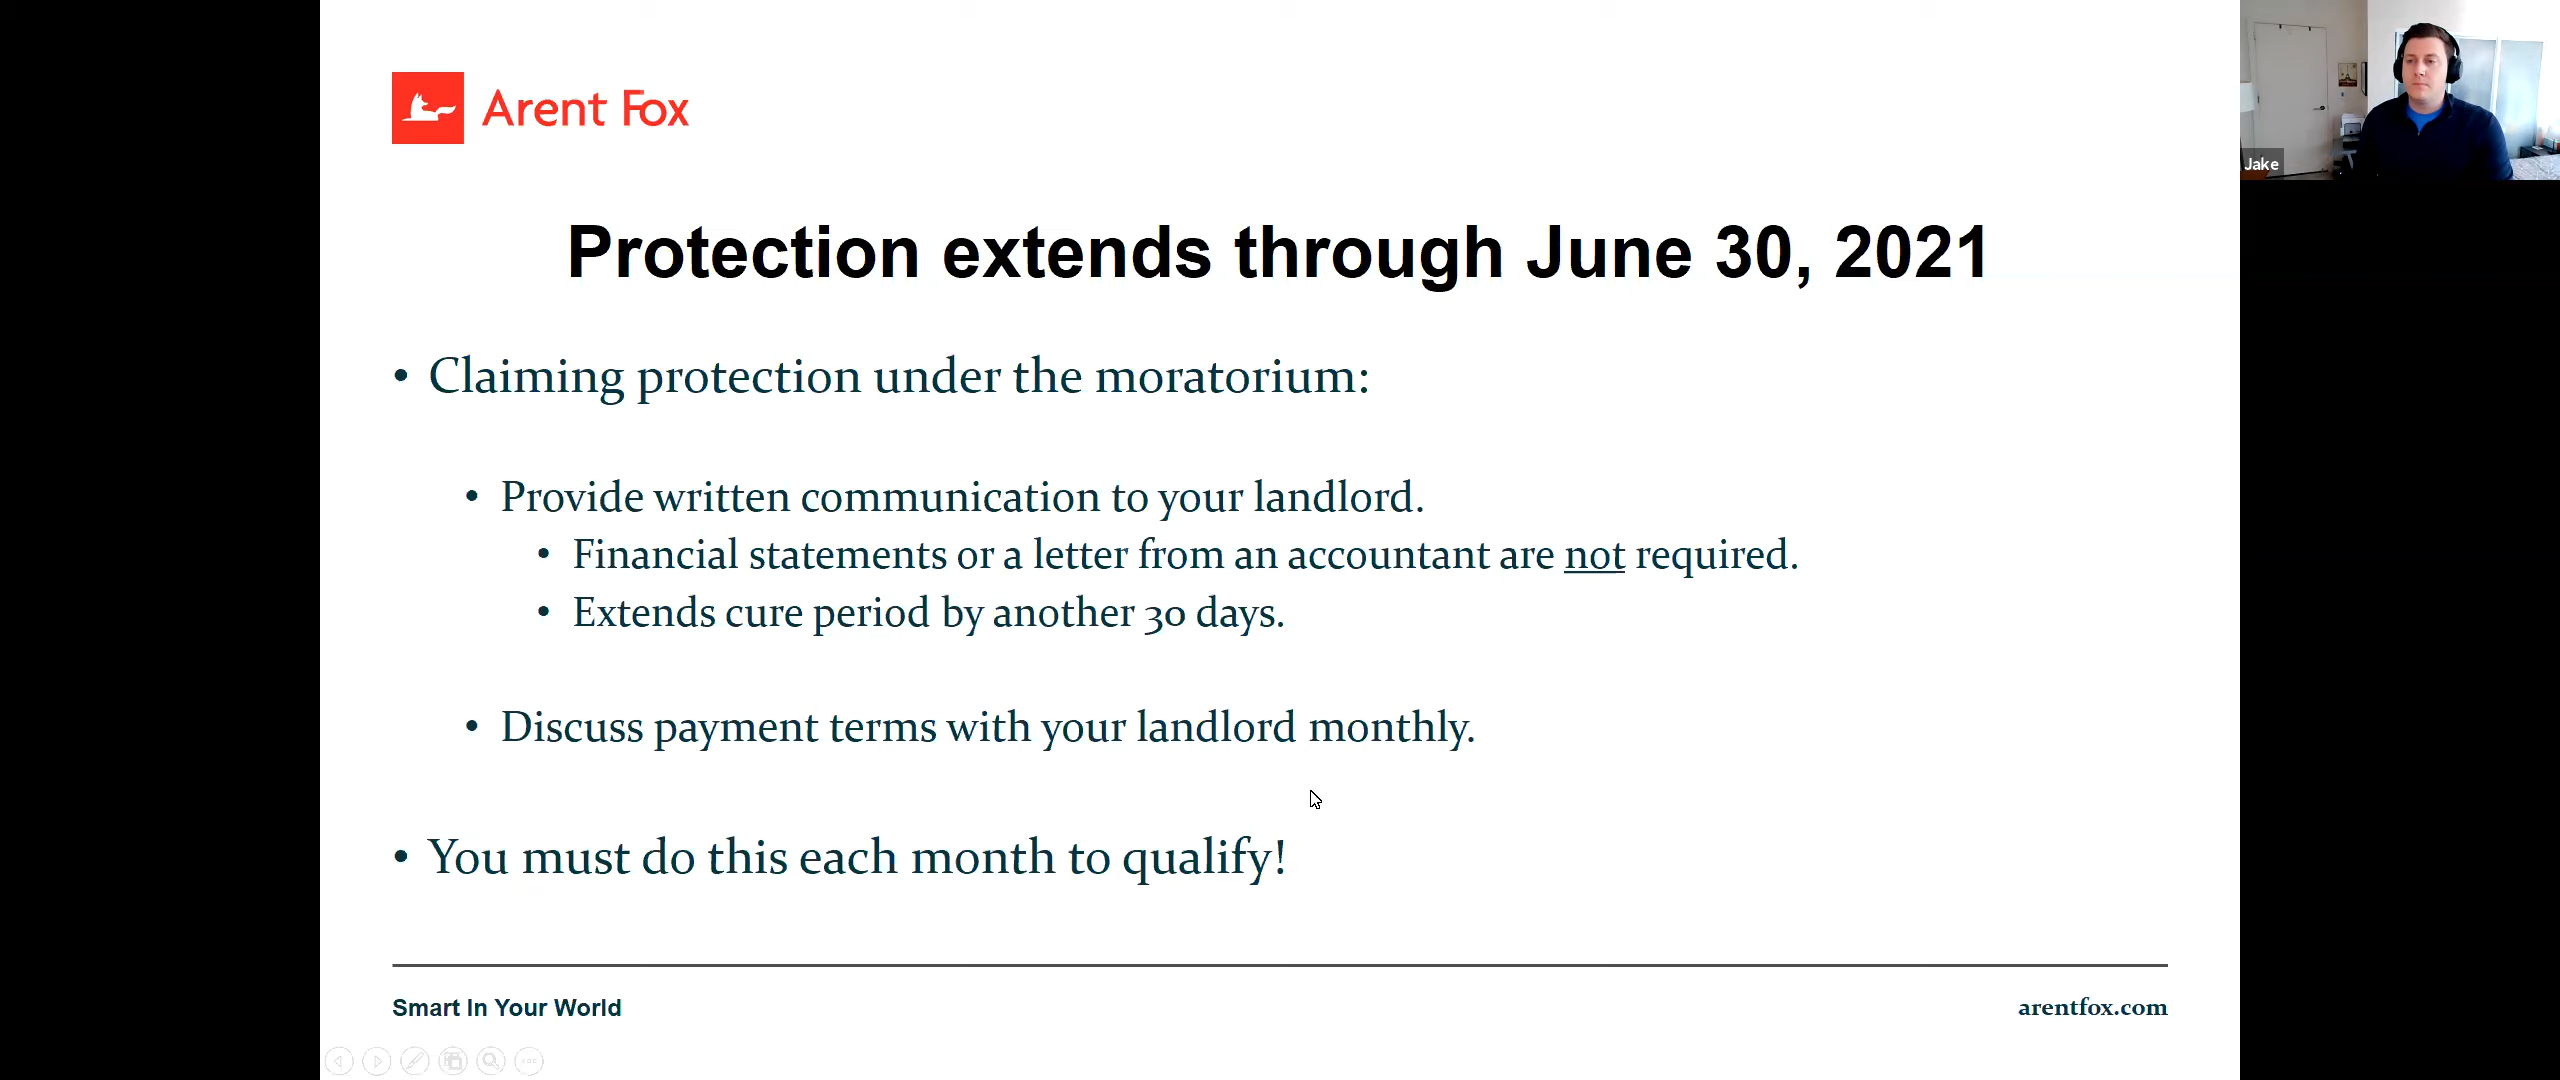 Arent Fox
Jake
Protection extends through June 30, 2021
• Claiming protection under the moratorium:
• Provide written communication to your landlord.
• Financial statements or a letter from an accountant are not required.
• Extends cure period by another 30 days.
• Discuss payment terms with your landlord monthly.
• You must do this each month to qualify!
Smart In Your World
arentfox.com